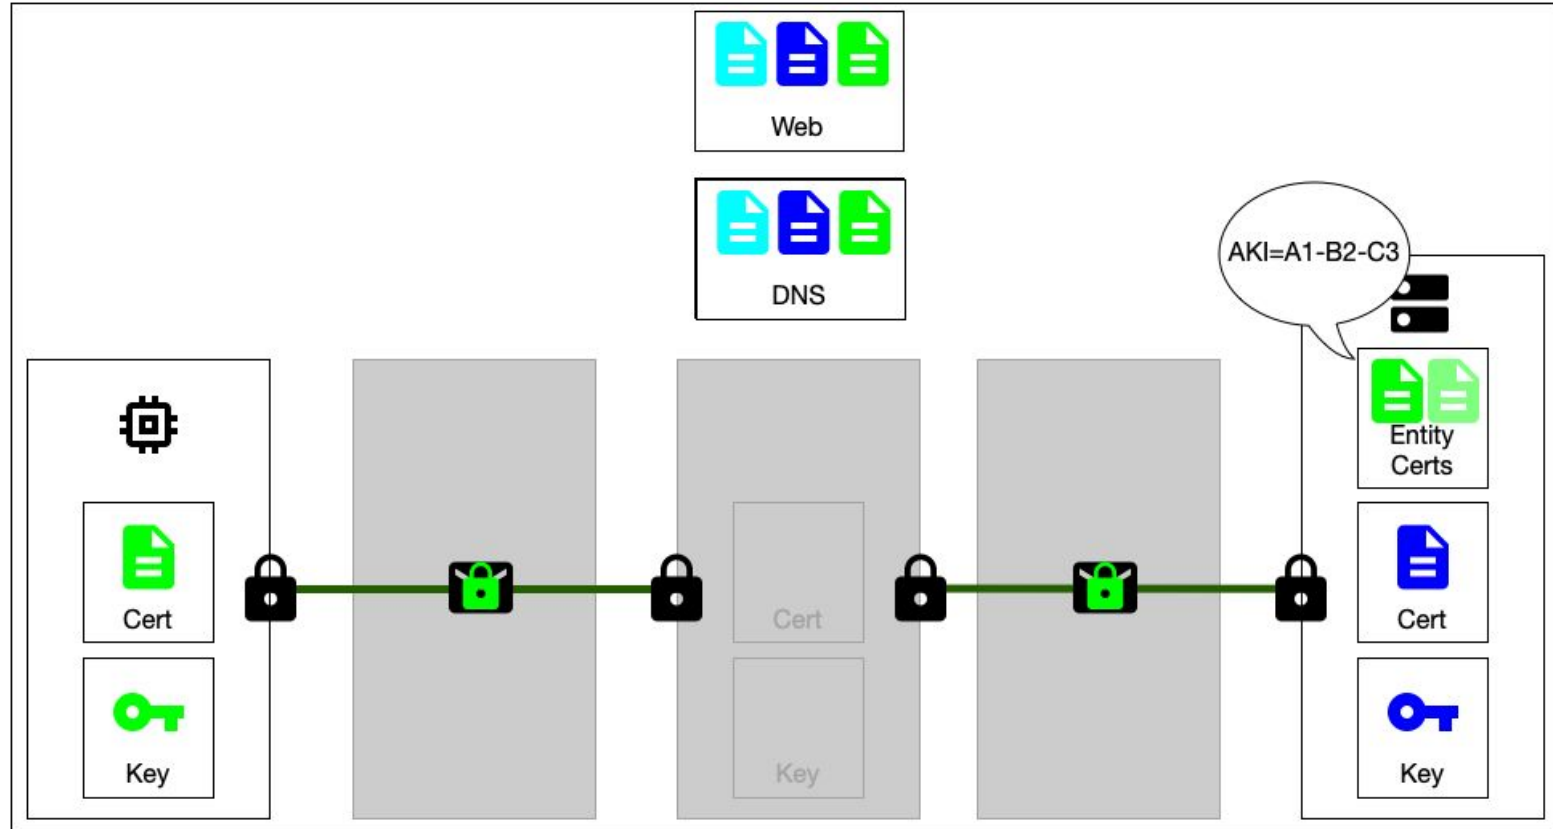 Web
DNS
AKI=A1-B2-C3
Entity
Certs
Cert
Cert
Cert
Key
Key
Key